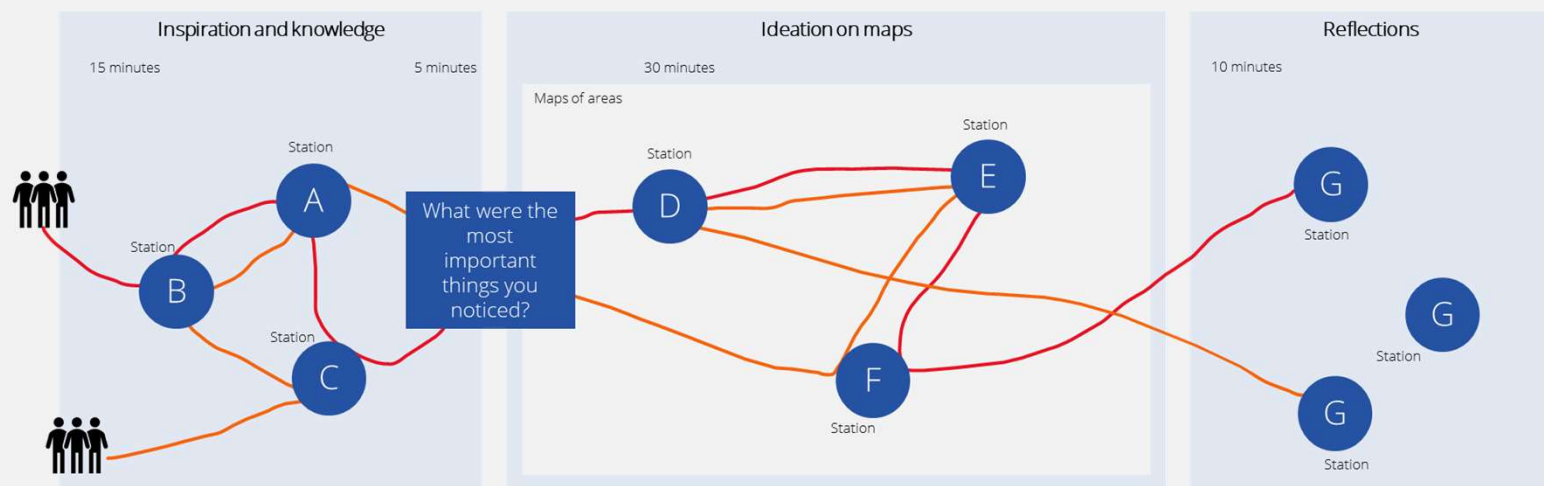 Inspiration and knowledge
15 minutes
5 minutes
Station
A
Station
B
Station
C
What were the
most
important
things you
noticed?
Ideation on maps
30 minutes
Maps of areas
Station
D
Station
E
F
Station
Reflections
10 minutes
G
Station
G
Station
G
Station